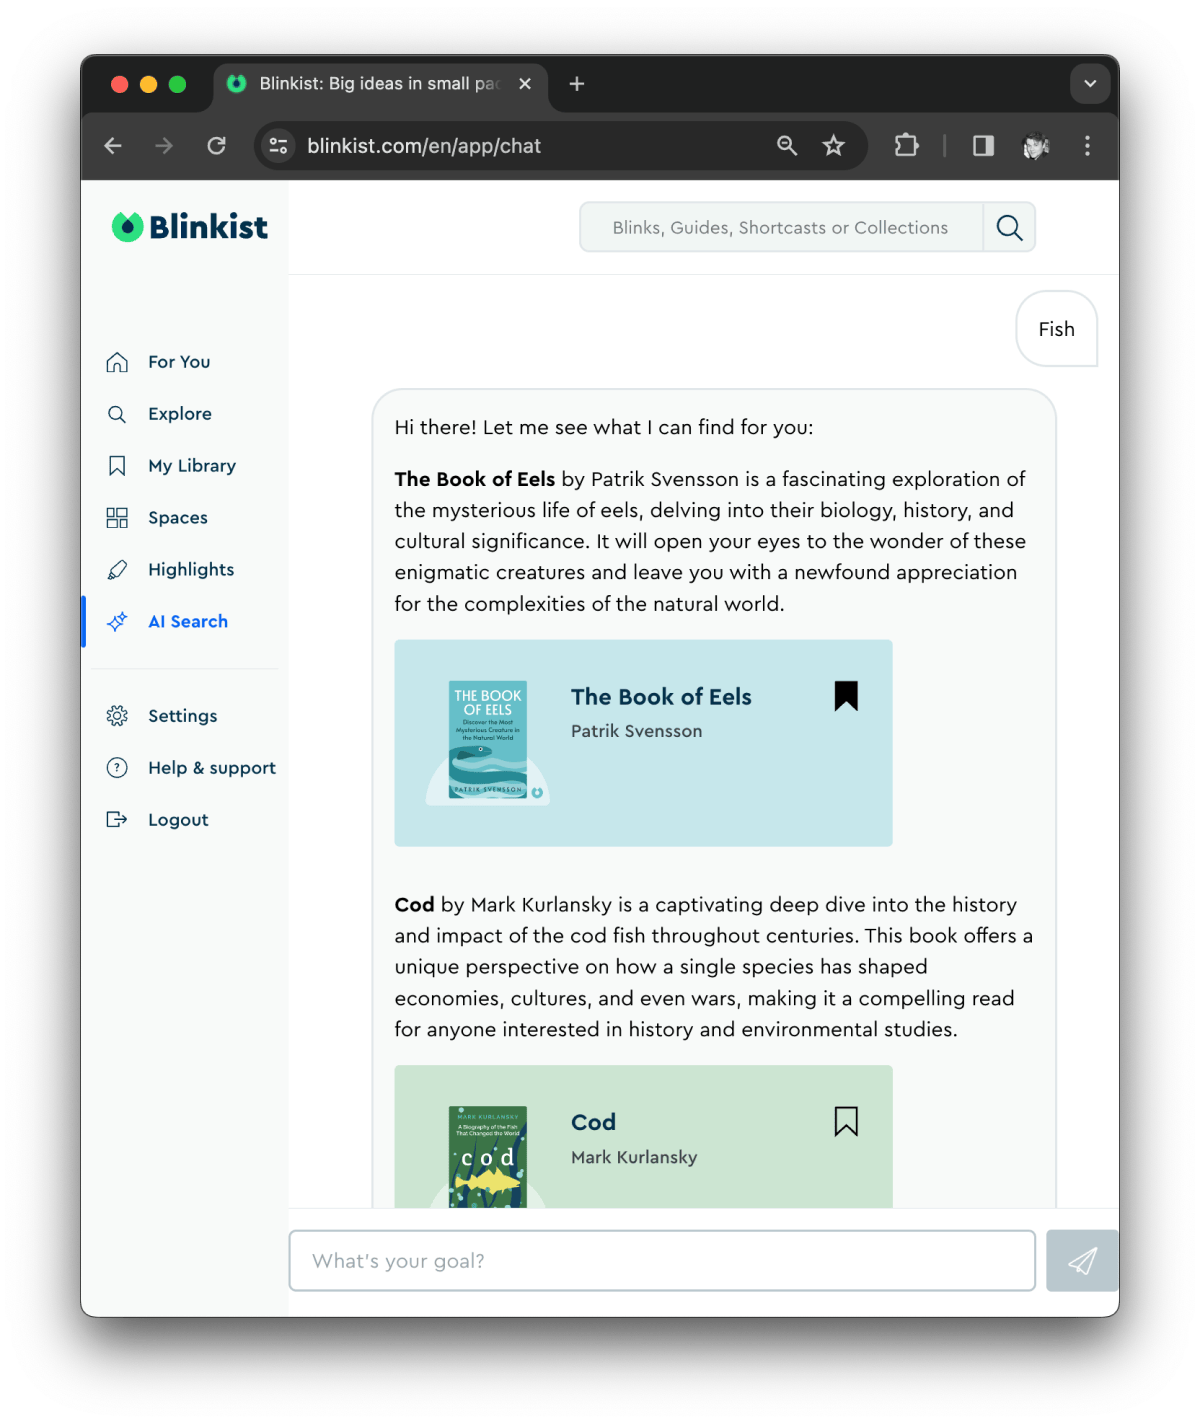 Blinkist: Big ideas in small pac
blinkist.com/en/app/chat
Blinkist
Blinks, Guides, Shortcasts or Collections
For You
Explore
My Library
Spaces
Highlights
AI Search
Settings
Help & support
Logout
Fish
Hi there! Let me see what I can find for you:
The Book of Eels by Patrik Svensson is a fascinating exploration of
the mysterious life of eels, delving into their biology, history, and
cultural significance. It will open your eyes to the wonder of these
enigmatic creatures and leave you with a newfound appreciation
for the complexities of the natural world.
THE BOOK
OF EELS
Discover the Most
Mysterious Creature in
the Natural World
PATRIK SVENSSON
The Book of Eels
Patrik Svensson
Cod by Mark Kurlansky is a captivating deep dive into the history
and impact of the cod fish throughout centuries. This book offers a
unique perspective on how a single species has shaped
economies, cultures, and even wars, making it a compelling read
for anyone interested in history and environmental studies.
MARK KURLANSKY
A Biography of the Fish
That Changed the World
cod
Cod
Mark Kurlansky
What's your goal?